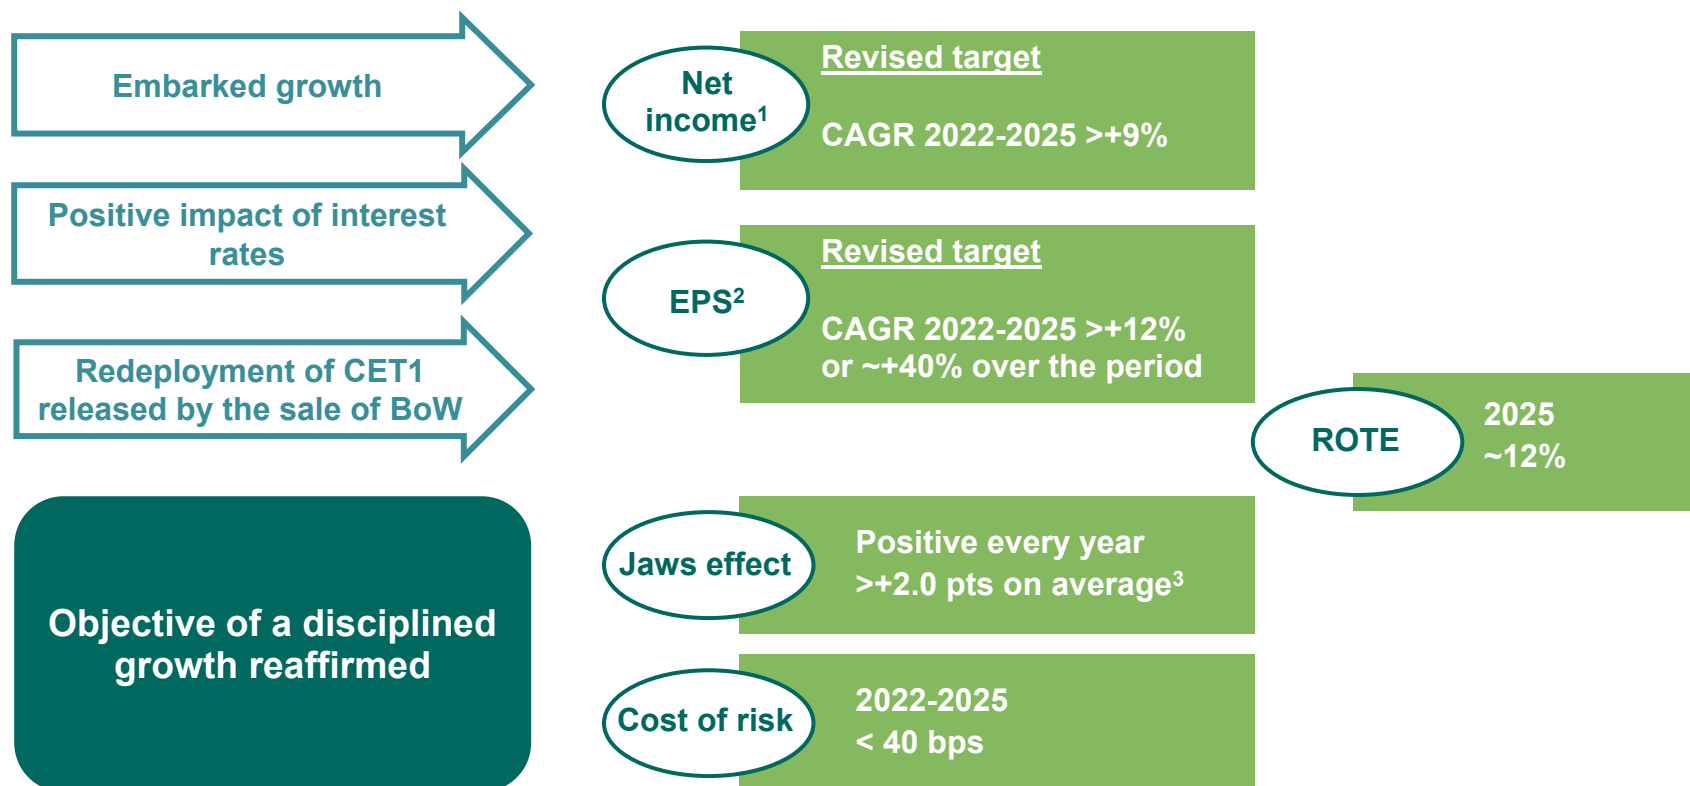 Embarked growth
Positive impact of interest
rates
Redeployment of CET1
released by the sale of BoW
Objective of a disciplined
growth reaffirmed
Net
income¹
Revised target
CAGR 2022-2025 >+9%
EPS²
Revised target
CAGR 2022-2025 >+12%
or ~+40% over the period
ROTE
2025
~12%
Jaws effect
Positive every year
>+2.0 pts on average³
Cost of risk
2022-2025
< 40 bps